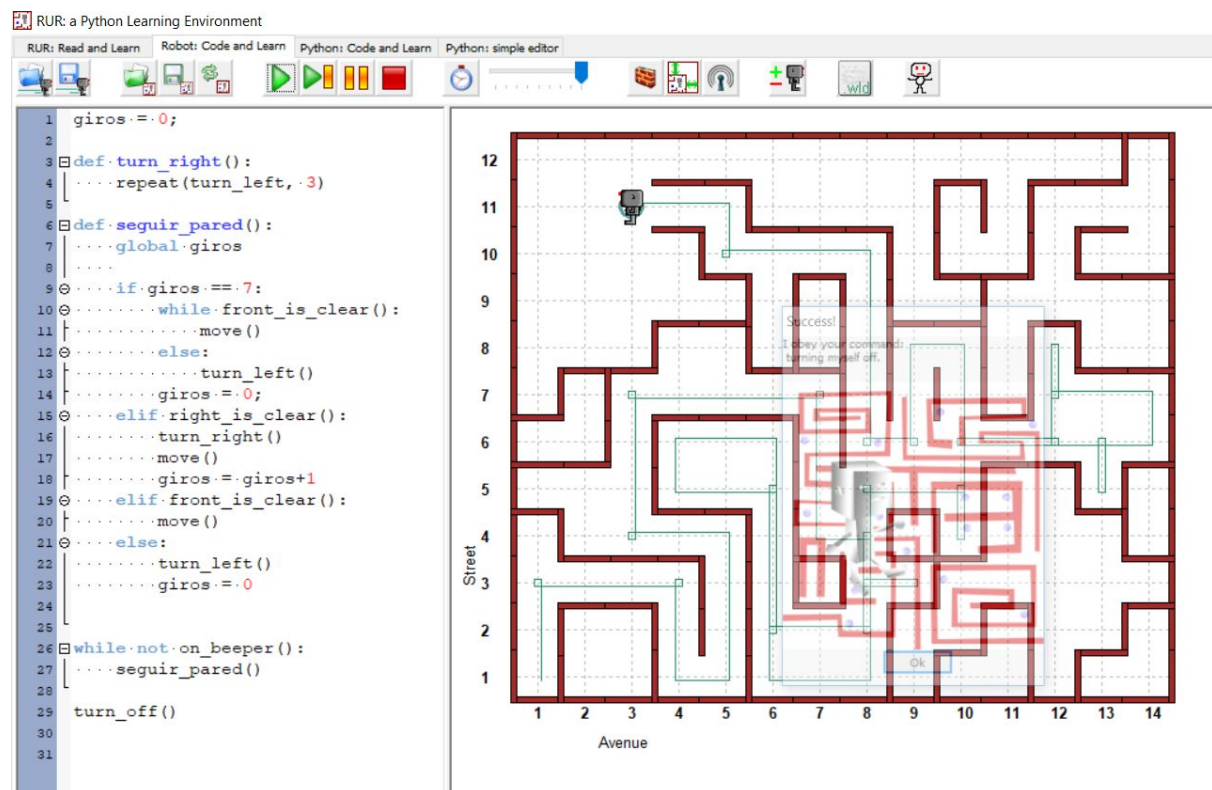 RUR: a Python Learning Environment
RUR: Read and Learn Robot: Code and Learn Python: Code and Learn Python: simple editor
.wld
1 giros = 0;
2
3 def turn_right():
4 repeat(turn_left, 3)
5
6 def seguir_pared():
7 global giros
8
9 if giros == 7:
10 while front_is_clear():
11 move()
12 else:
13 turn_left()
14 giros = 0;
15 elif right_is_clear():
16 turn_right()
17 move()
18 giros = giros+1
19 elif front_is_clear():
20 move()
21 else:
22 turn_left()
23 giros = 0
24
25
26 while not on_beeper():
27 seguir_pared()
28
29 turn_off()
30
31
12
11
10
9
8
7
6
5
4
3
2
1
Street
Success!
I obey your command:
turning myself off.
Ok
1 2 3 4 5 6 7 8 9 10 11 12 13 14
Avenue